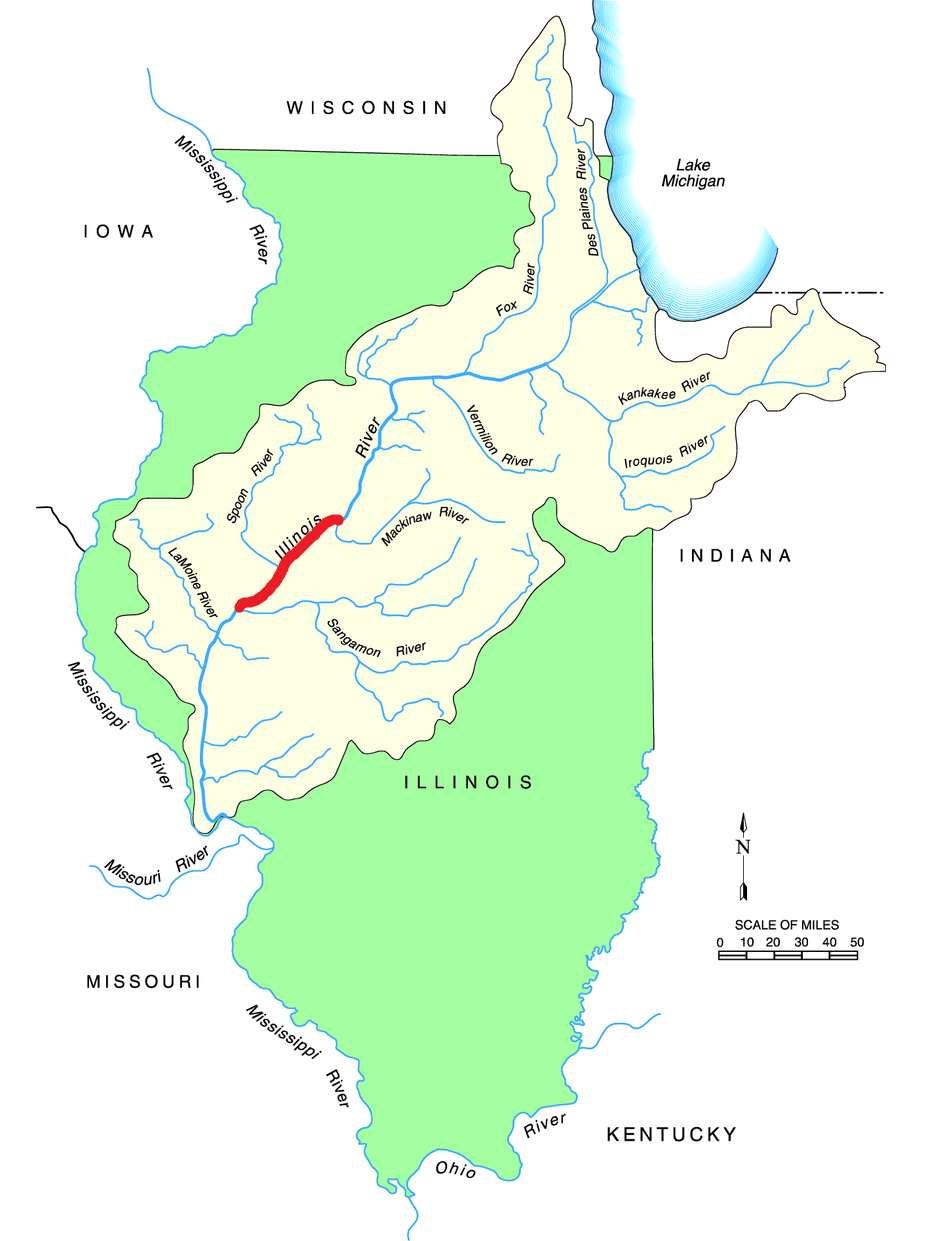 WISCONSIN
Mississippi
River
IOWA
Lake
Michigan
Des Plaines River
Fox
River
Kankakee River
Iroquois River
River
Vermilion River
Spoon River
Illinois
Mackinaw River
LaMoine River
INDIANA
Sangamon River
Mississippi
River
ILLINOIS
Missouri River
N
SCALE OF MILES
0 10 20 30 40 50
MISSOURI
Mississippi
River
KENTUCKY
Ohio
River